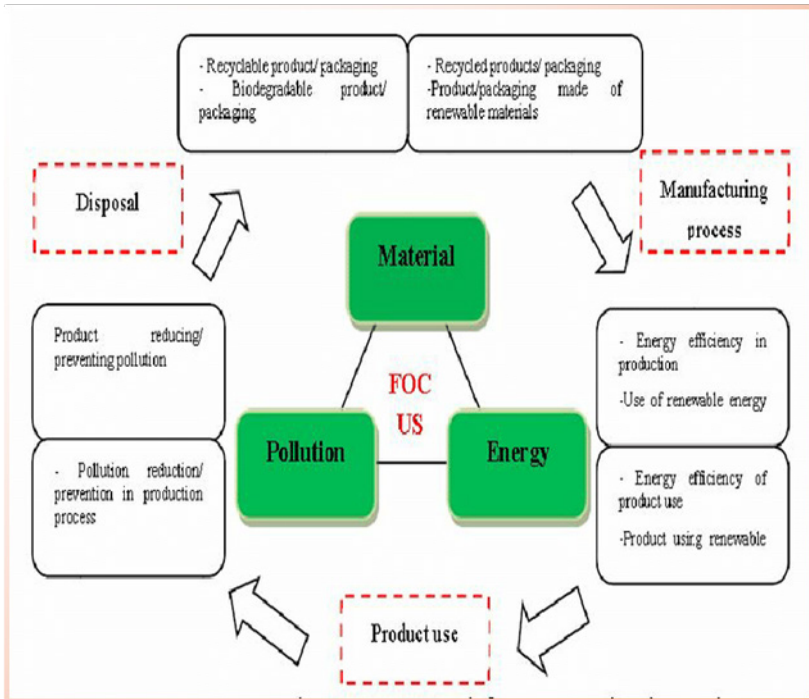 - Recyclable product/ packaging
- Biodegradable product/
packaging
- Recycled products/ packaging
-Product/packaging made of
renewable materials
Disposal
Manufacturing
process
Material
Product reducing/
preventing pollution
- Energy efficiency in
production
-Use of renewable energy
FOC
US
Pollution
Energy
- Pollution reduction/
prevention in production
process
- Energy efficiency of
product use
-Product using renewable
Product use